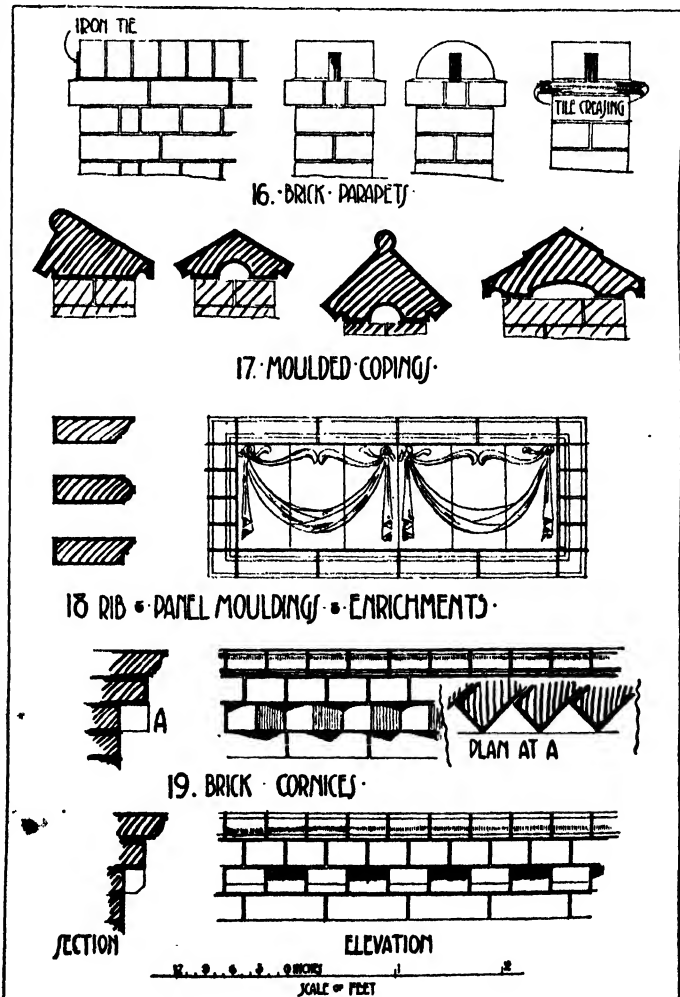 IRON TIE
TILE CREASING
16. · BRICK · PARAPETS ·
17. · MOULDED · COPINGS ·
18 RIB & · PANEL MOULDINGS · & · ENRICHMENTS ·
A
PLAN AT A
19. BRICK · CORNICES ·
SECTION
ELEVATION
12 9 6 3 0 INCHES 1 2
SCALE OF FEET